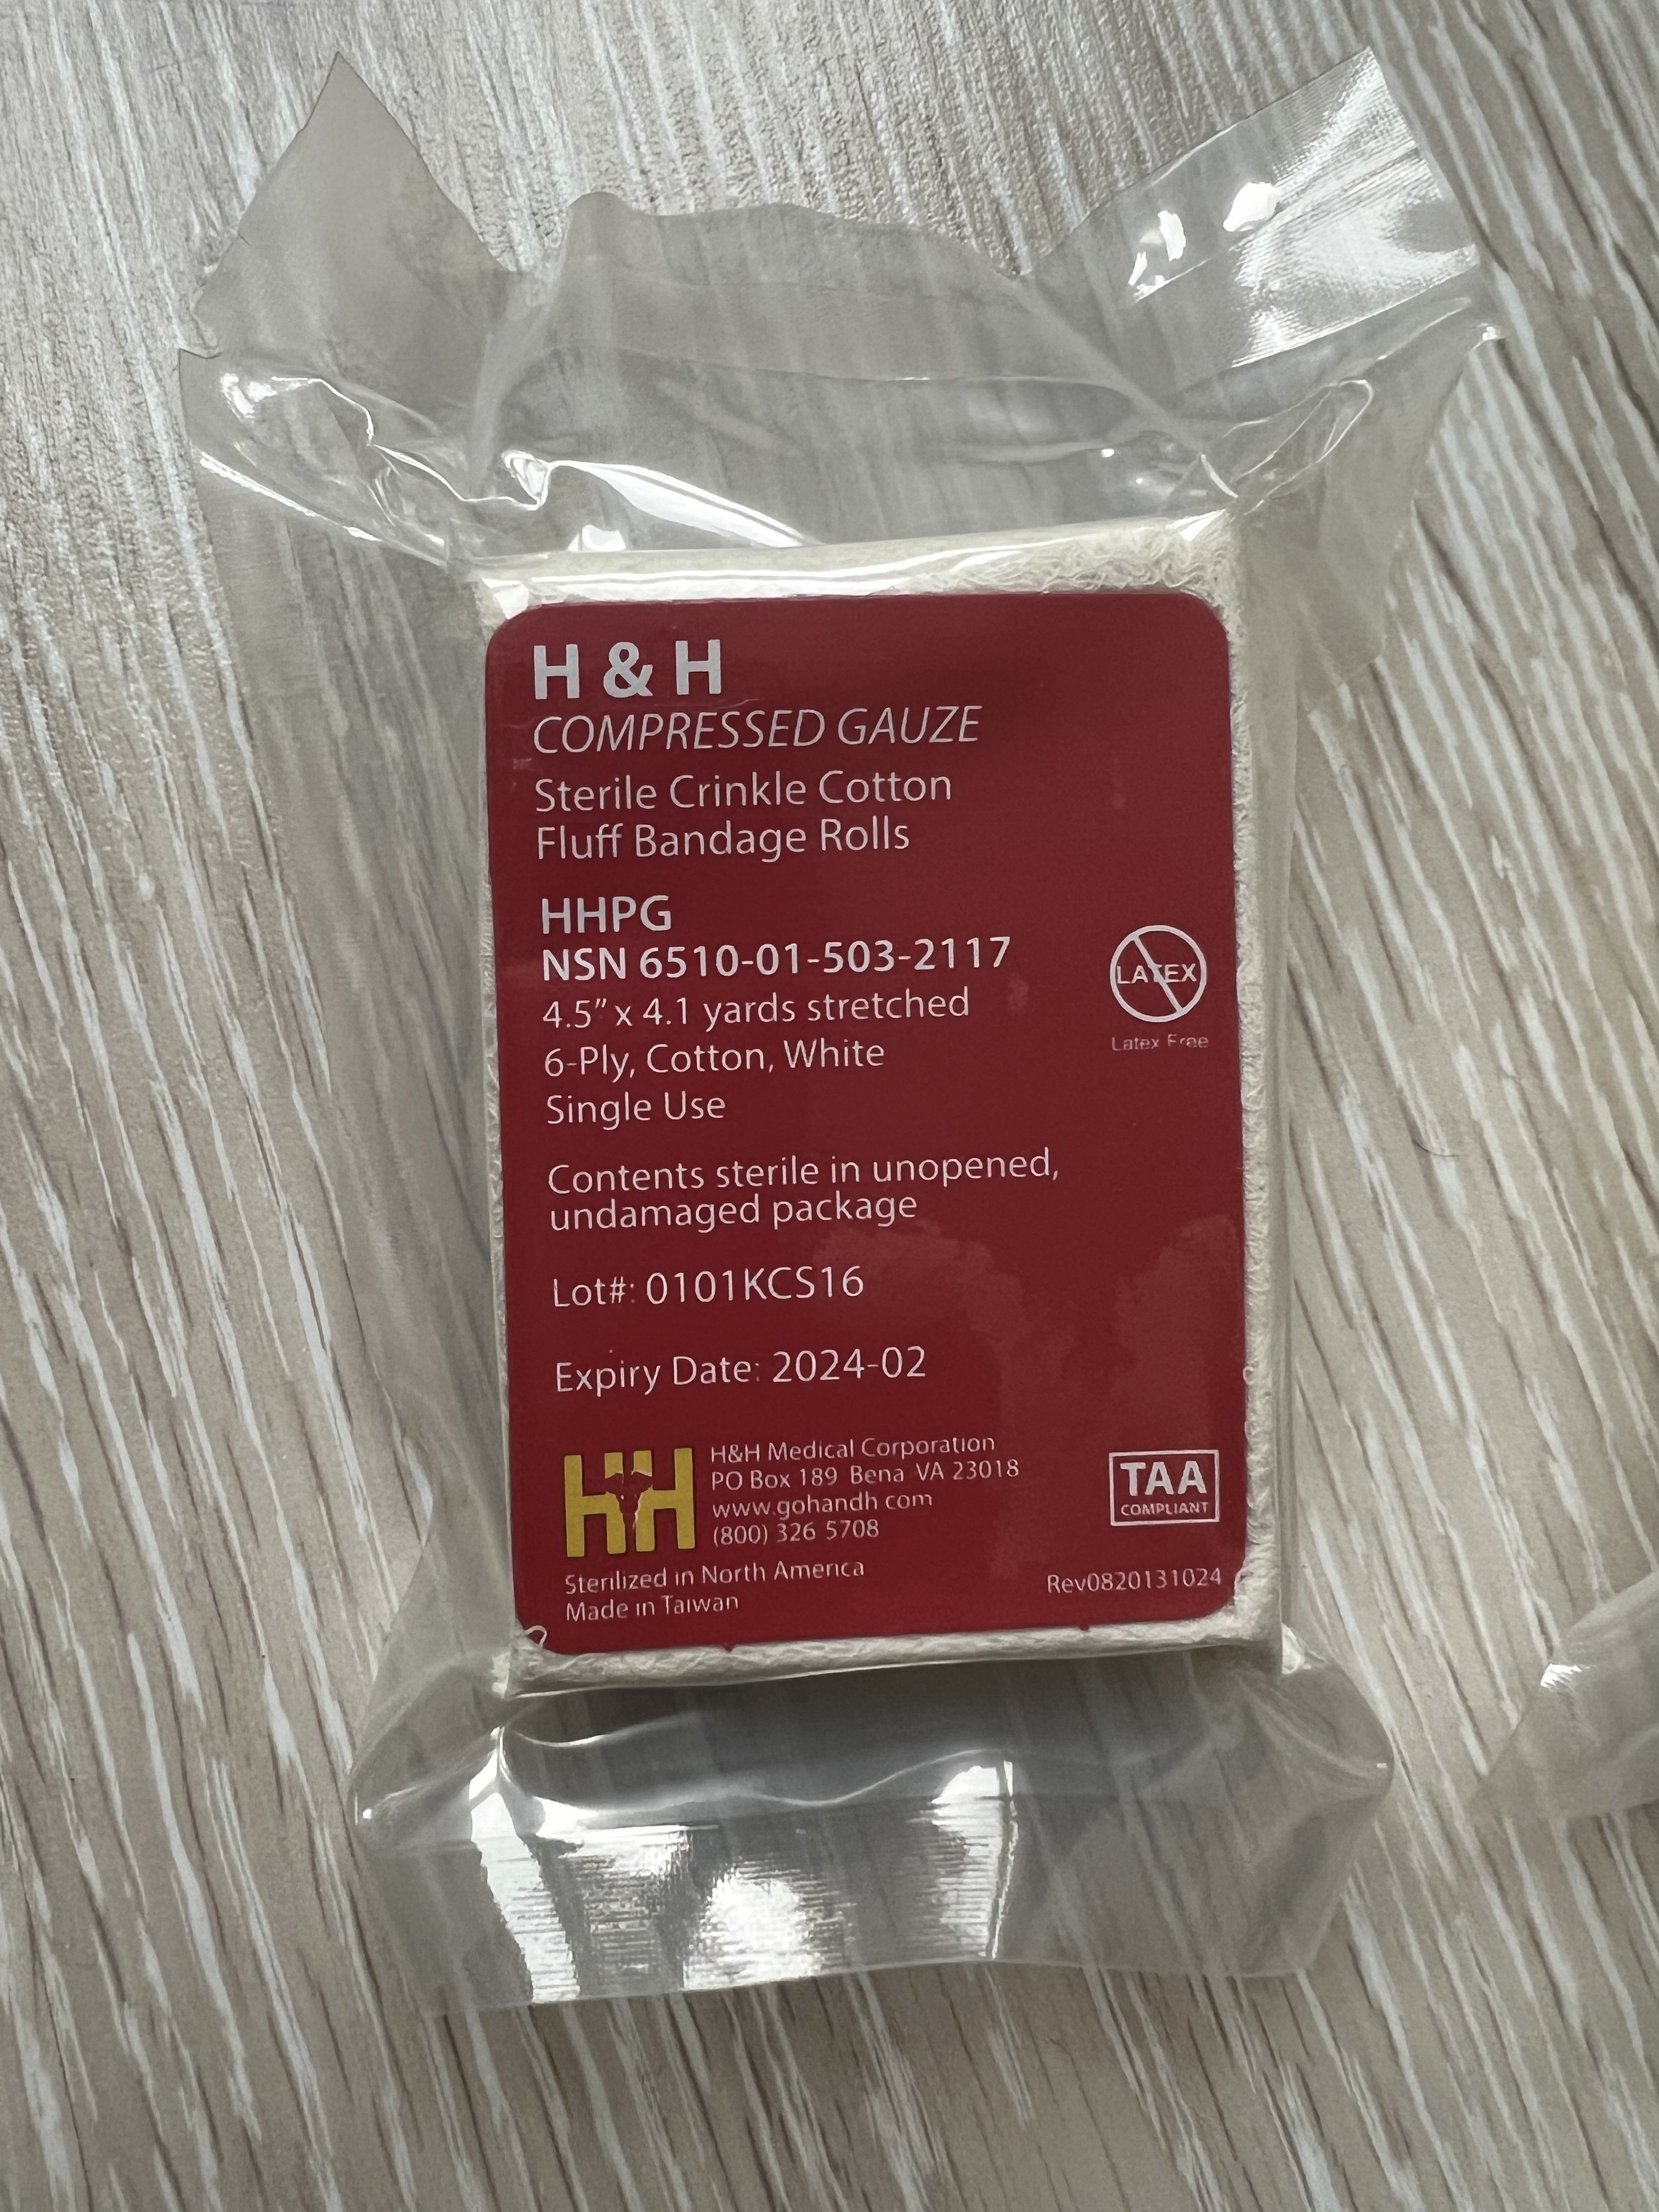 H & H
COMPRESSED GAUZE
Sterile Crinkle Cotton
Fluff Bandage Rolls
HHPG
NSN 6510-01-503-2117
4.5" x 4.1 yards stretched
6-Ply, Cotton, White
Single Use
LATEX
Latex Free
Contents sterile in unopened,
undamaged package
Lot#: 0101KCS16
Expiry Date: 2024-02
HH
H&H Medical Corporation
PO Box 189 Bena VA 23018
www.gohandh com
(800) 326 5708
TAA
COMPLIANT
Sterilized in North America
Made in Taiwan
Rev0820131024